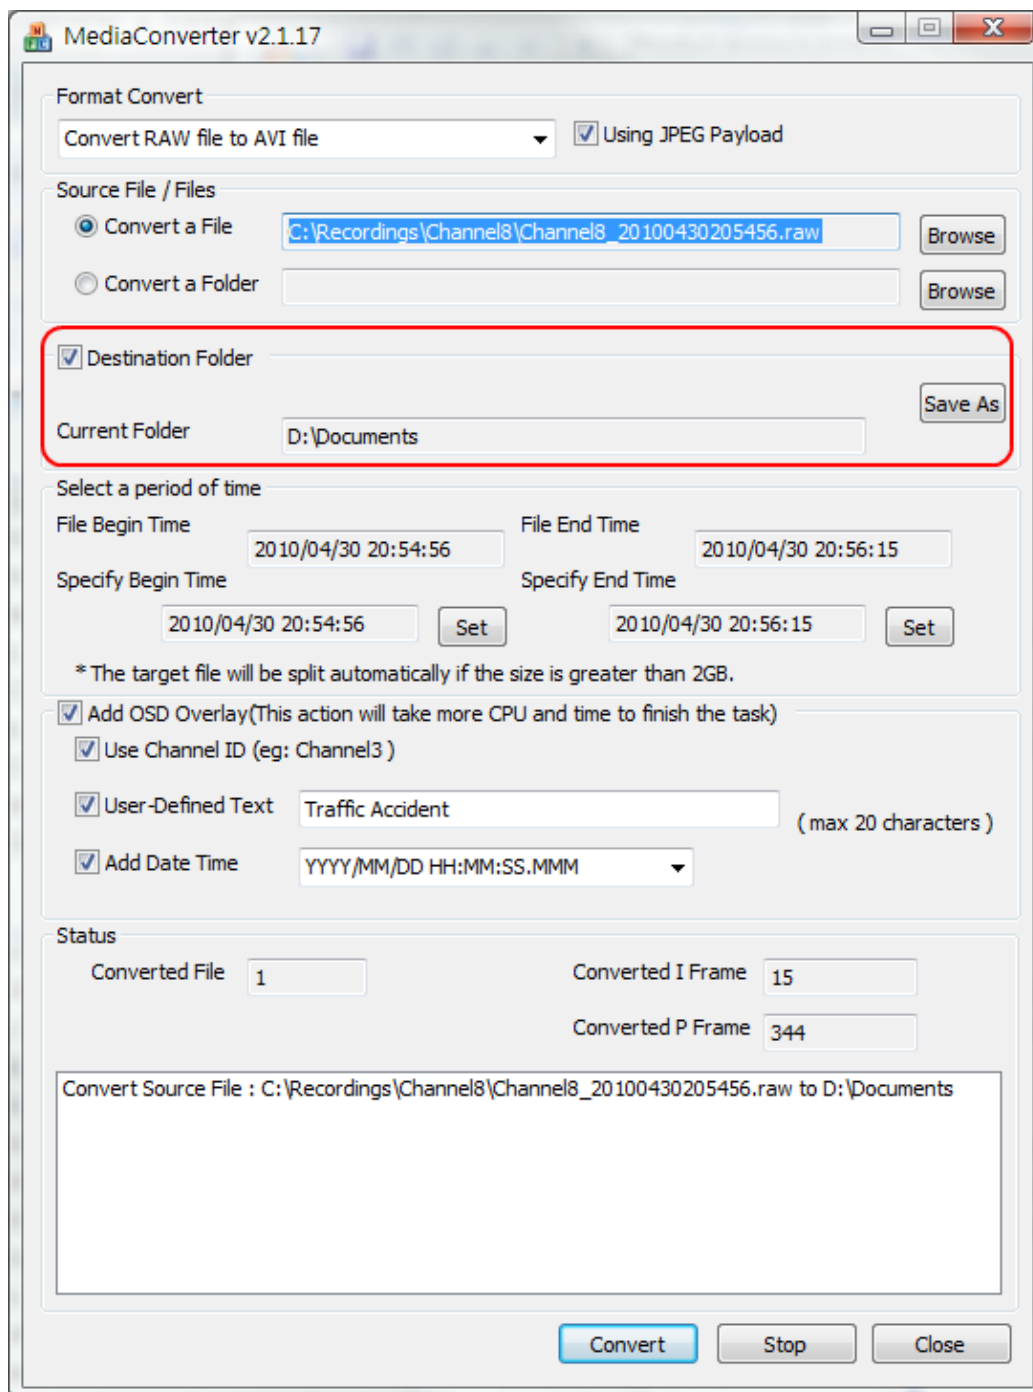 MediaConverter v2.1.17
Format Convert
Convert RAW file to AVI file
Using JPEG Payload
Source File / Files
Convert a File
C:\Recordings\Channel8\Channel8_20100430205456.raw
Browse
Convert a Folder
Browse
Destination Folder
Save As
Current Folder
D:\Documents
Select a period of time
File Begin Time
2010/04/30 20:54:56
File End Time
2010/04/30 20:56:15
Specify Begin Time
2010/04/30 20:54:56
Set
Specify End Time
2010/04/30 20:56:15
Set
* The target file will be split automatically if the size is greater than 2GB.
Add OSD Overlay(This action will take more CPU and time to finish the task)
Use Channel ID (eg: Channel3 )
User-Defined Text
Traffic Accident
( max 20 characters )
Add Date Time
YYYY/MM/DD HH:MM:SS.MMM
Status
Converted File
1
Converted I Frame
15
Converted P Frame
344
Convert Source File : C:\Recordings\Channel8\Channel8_20100430205456.raw to D:\Documents
Convert
Stop
Close